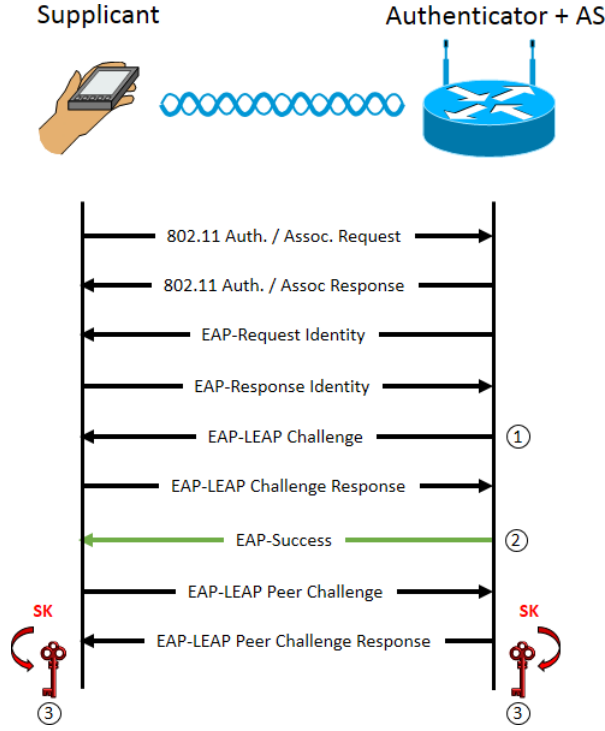 Supplicant
Authenticator + AS
802.11 Auth. / Assoc. Request
802.11 Auth. / Assoc Response
EAP-Request Identity
EAP-Response Identity
EAP-LEAP Challenge
1
EAP-LEAP Challenge Response
EAP-Success
2
EAP-LEAP Peer Challenge
SK
SK
EAP-LEAP Peer Challenge Response
3
3